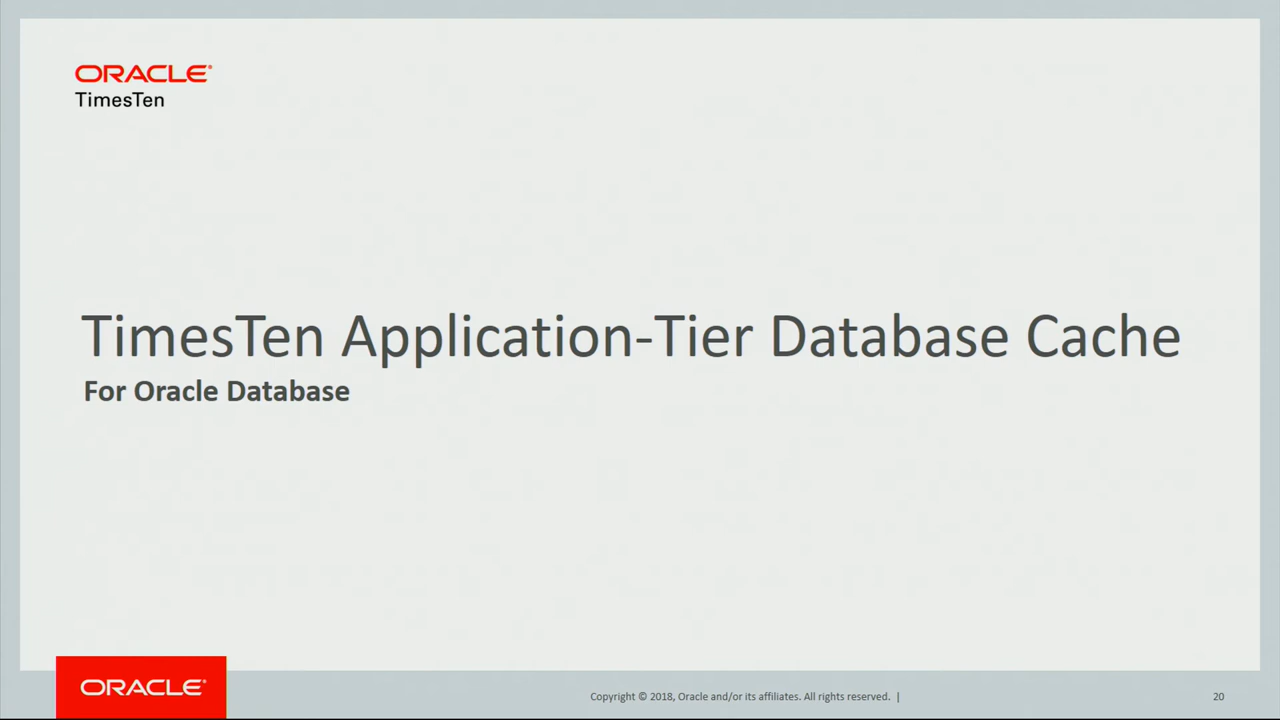 ORACLE®
TimesTen
TimesTen Application-Tier Database Cache
For Oracle Database
ORACLE®
Copyright © 2018, Oracle and/or its affiliates. All rights reserved. |
20